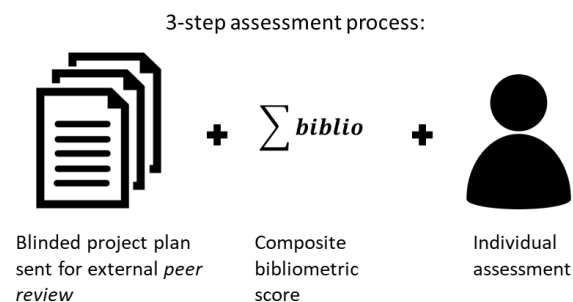 3-step assessment process:
+ ∑ biblio +
Blinded project plan
sent for external peer
review
Composite
bibliometric
score
Individual
assessment